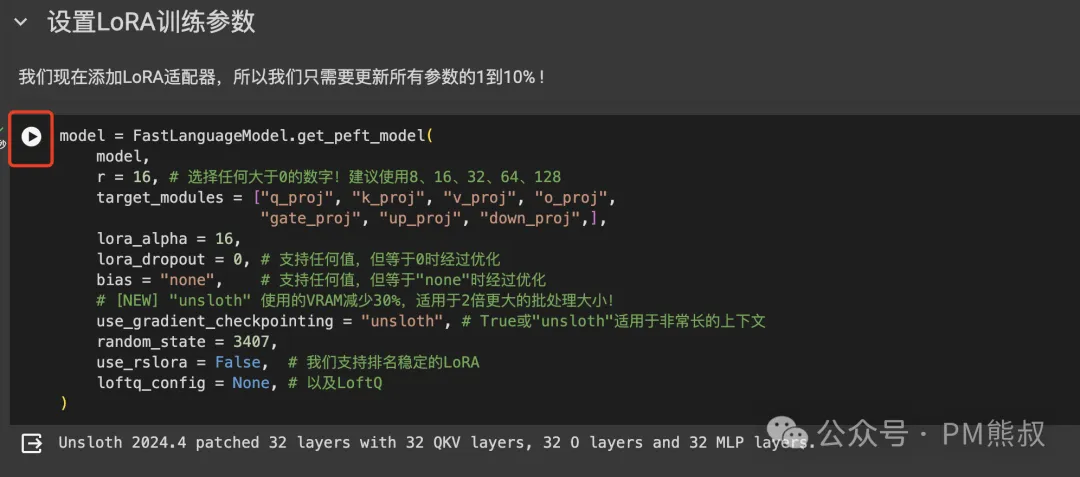 设置LoRA训练参数
我们现在添加LoRA适配器，所以我们只需要更新所有参数的1到10%！
model = FastLanguageModel.get_peft_model(
    model,
    r = 16, # 选择任何大于0的数字！建议使用8、16、32、64、128
    target_modules = ["q_proj", "k_proj", "v_proj", "o_proj",
                      "gate_proj", "up_proj", "down_proj",],
    lora_alpha = 16,
    lora_dropout = 0, # 支持任何值，但等于0时经过优化
    bias = "none",    # 支持任何值，但等于"none"时经过优化
    # [NEW] "unsloth" 使用的VRAM减少30%，适用于2倍更大的批处理大小！
    use_gradient_checkpointing = "unsloth", # True或"unsloth"适用于非常长的上下文
    random_state = 3407,
    use_rslora = False,  # 我们支持排名稳定的LoRA
    loftq_config = None, # 以及LoftQ
)
Unsloth 2024.4 patched 32 layers with 32 QKV layers, 32 O layers and 32 MLP layers.
公众号 · PM熊叔